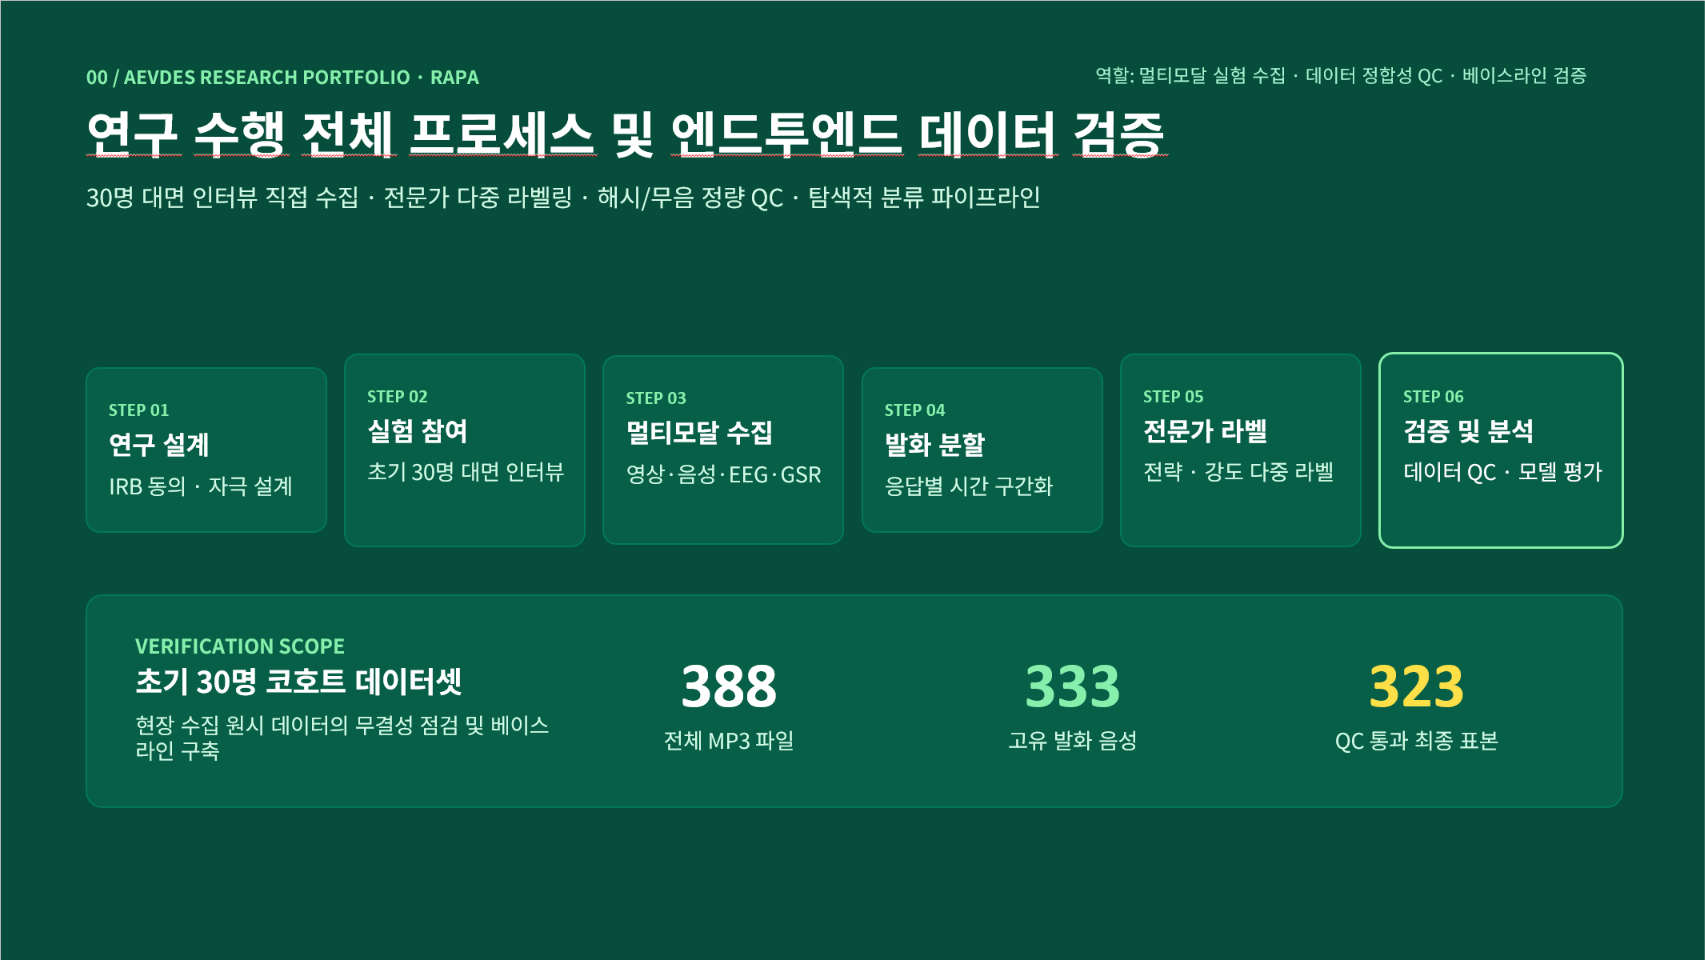 00 / AEVDES RESEARCH PORTFOLIO · RAPA
역할: 멀티모달 실험 수집 · 데이터 정합성 QC · 베이스라인 검증
연구 수행 전체 프로세스 및 엔드투엔드 데이터 검증
30명 대면 인터뷰 직접 수집 · 전문가 다중 라벨링 · 해시/무음 정량 QC · 탐색적 분류 파이프라인
STEP 01
연구 설계
IRB 동의 · 자극 설계
STEP 02
실험 참여
초기 30명 대면 인터뷰
STEP 03
멀티모달 수집
영상·음성·EEG·GSR
STEP 04
발화 분할
응답별 시간 구간화
STEP 05
전문가 라벨
전략 · 강도 다중 라벨
STEP 06
검증 및 분석
데이터 QC · 모델 평가
VERIFICATION SCOPE
초기 30명 코호트 데이터셋
현장 수집 원시 데이터의 무결성 점검 및 베이스
라인 구축
388
전체 MP3 파일
333
고유 발화 음성
323
QC 통과 최종 표본